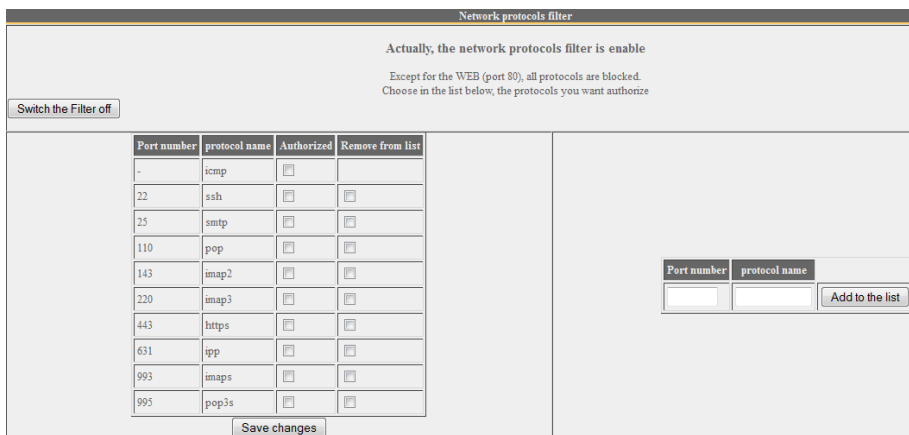 Network protocols filter
Actually, the network protocols filter is enable
Except for the WEB (port 80), all protocols are blocked.
Choose in the list below, the protocols you want authorize
Switch the Filter off
Port number protocol name Authorized Remove from list
- icmp
22 ssh
25 smtp
110 pop
143 imap2
220 imap3
443 https
631 ipp
993 imaps
995 pop3s
Save changes
Port number protocol name
Add to the list